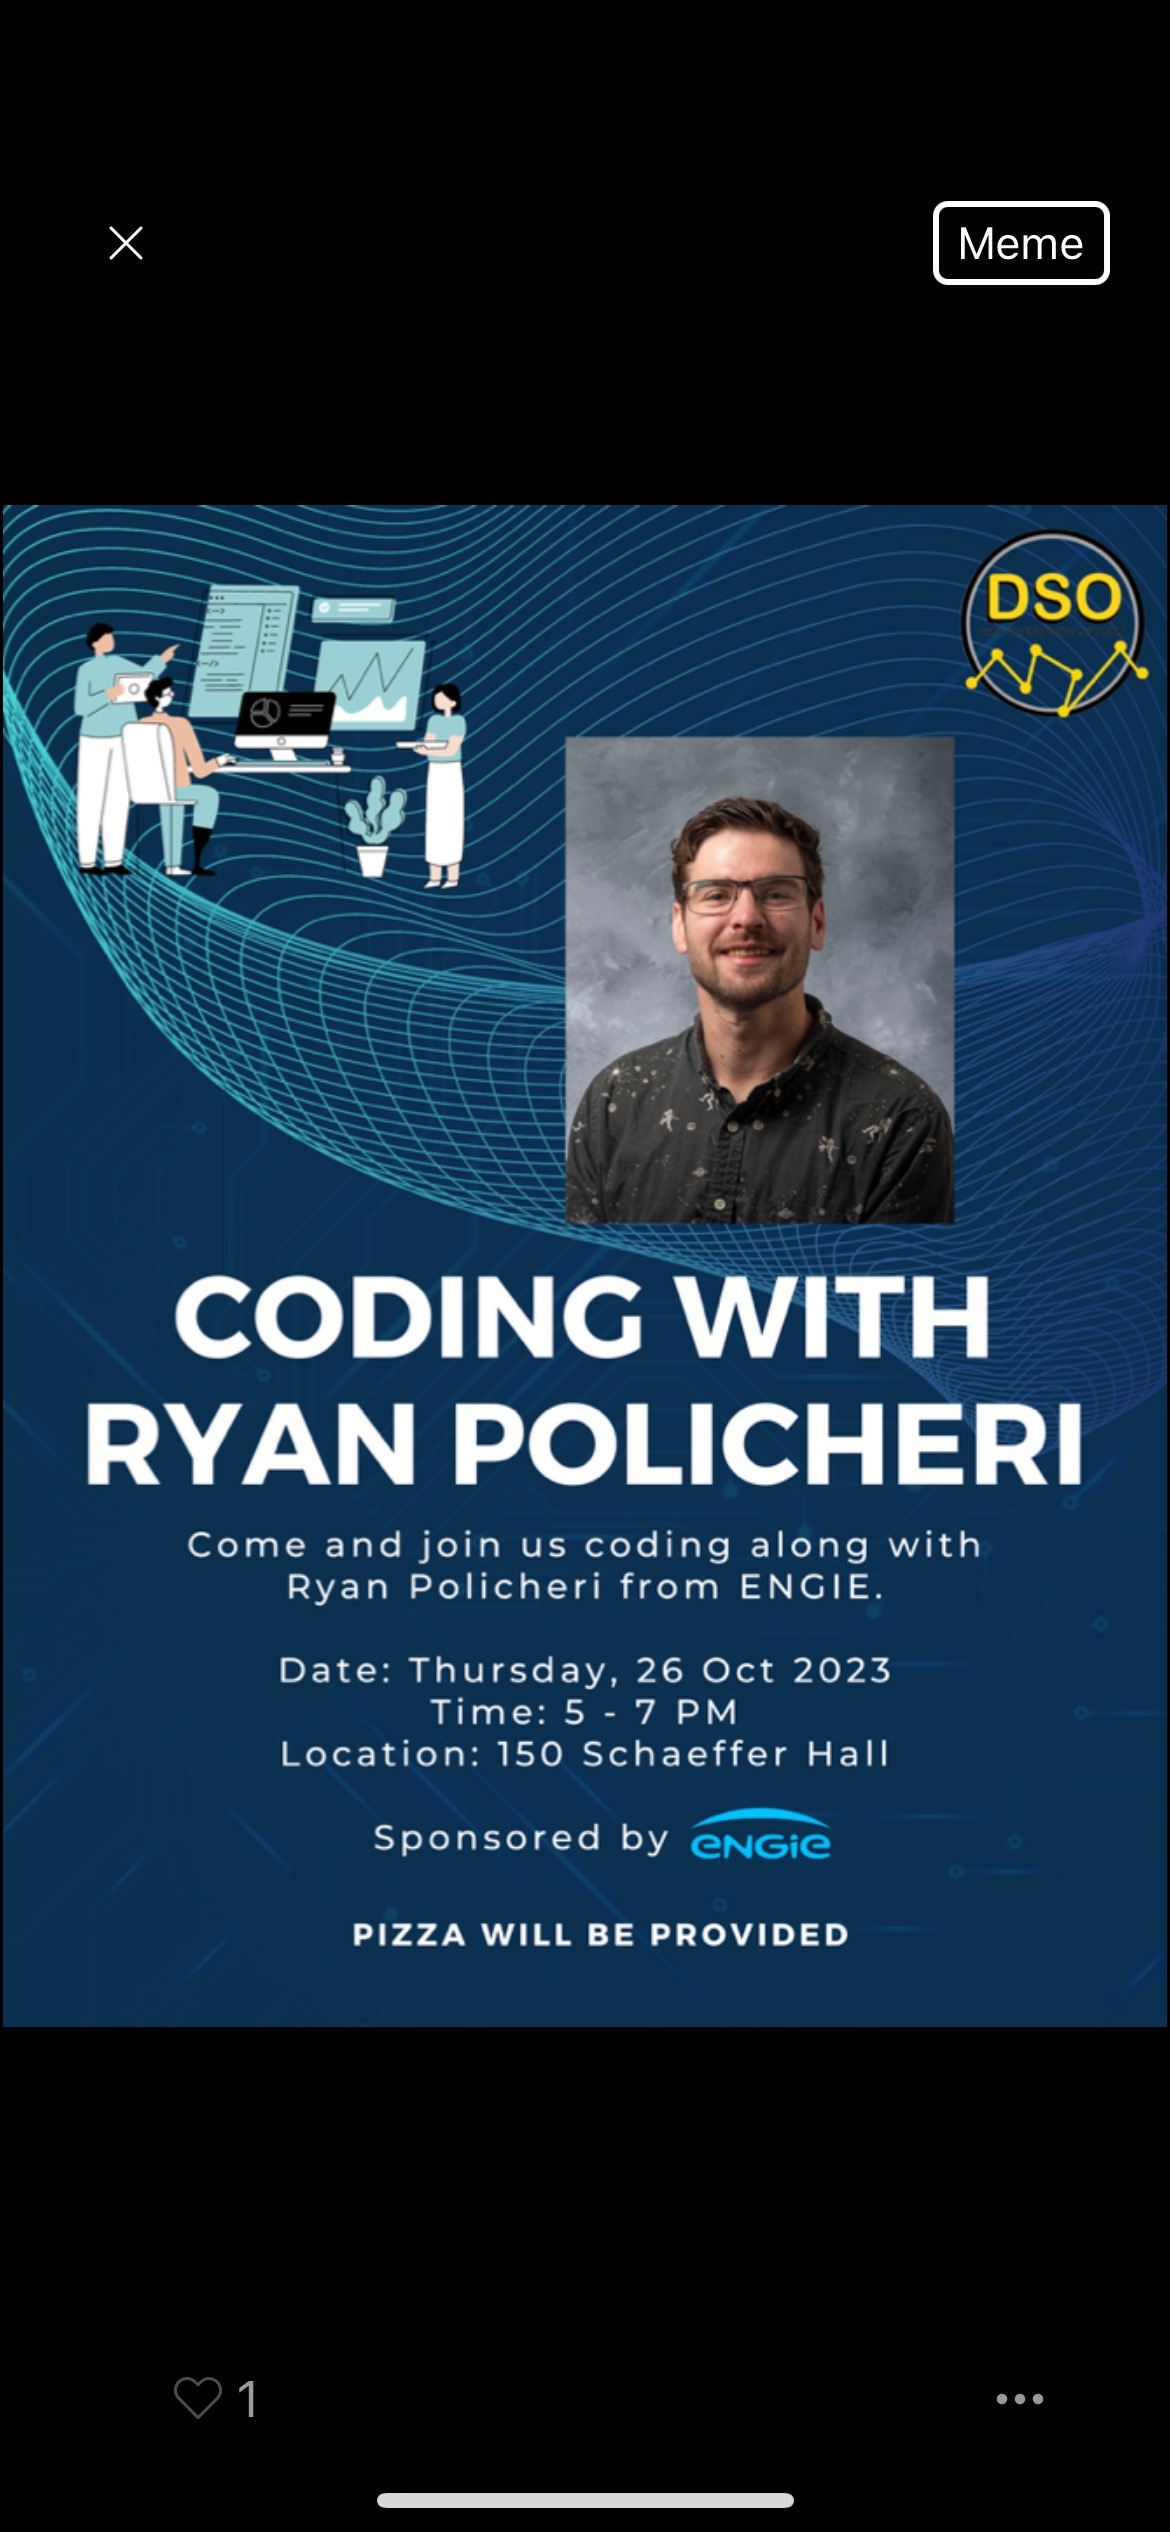 Meme
DSO
CODING WITH
RYAN POLICHERI
Come and join us coding along with
Ryan Policheri from ENGIE.
Date: Thursday, 26 Oct 2023
Time: 5 - 7 PM
Location: 150 Schaeffer Hall
Sponsored by ENGIE
PIZZA WILL BE PROVIDED
1